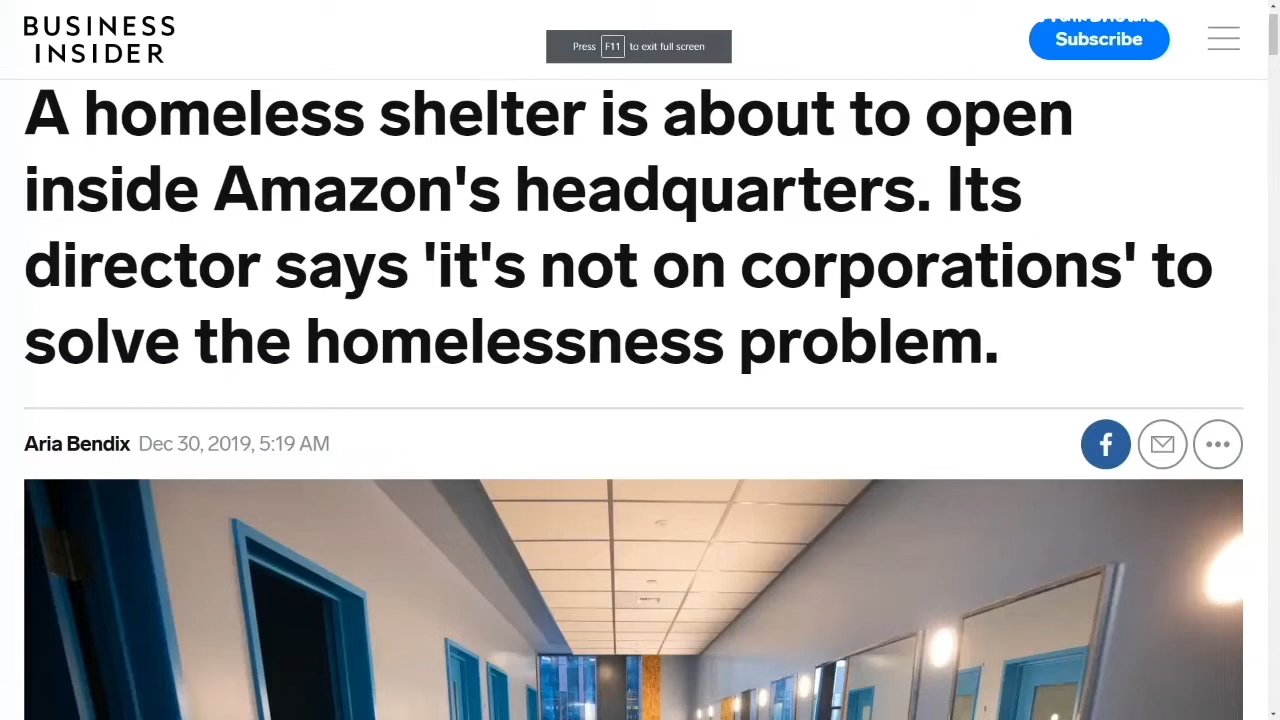 BUSINESS
INSIDER
Press F11 to exit full screen
Subscribe
A homeless shelter is about to open
inside Amazon's headquarters. Its
director says 'it's not on corporations' to
solve the homelessness problem.
Aria Bendix Dec 30, 2019, 5:19 AM